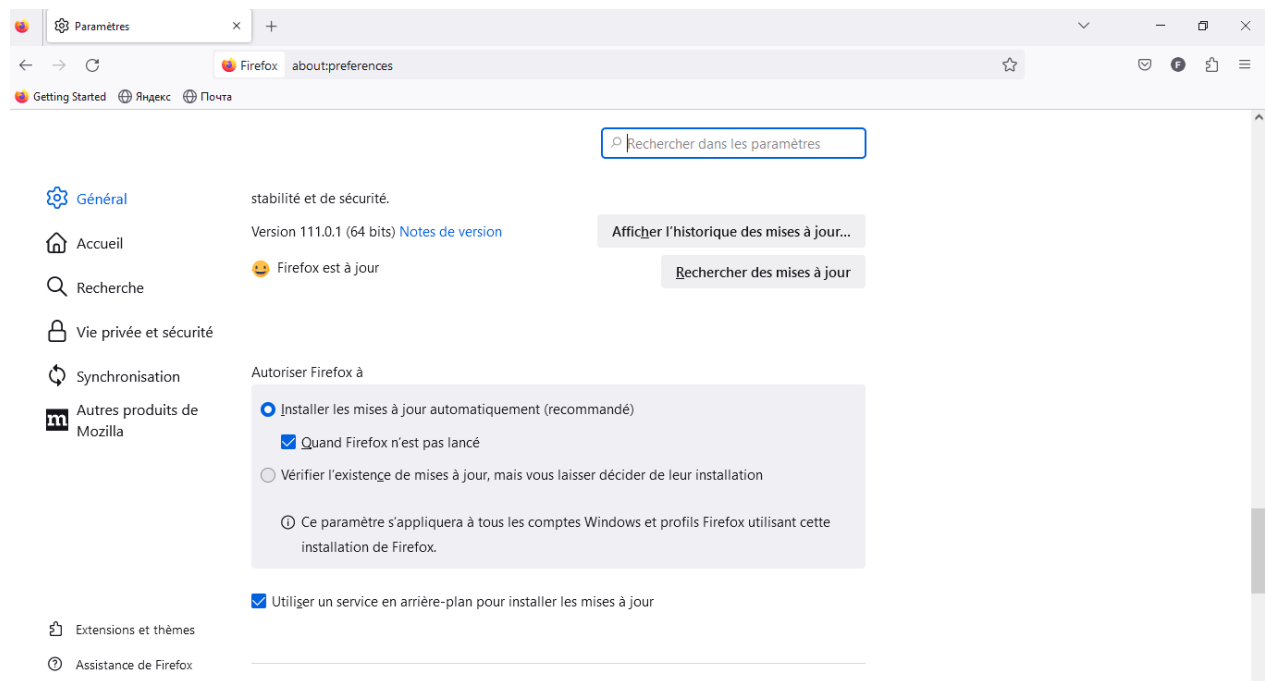 Paramètres
Firefox about:preferences
F
Getting Started Яндекс Почта
Rechercher dans les paramètres
Général
Accueil
Recherche
Vie privée et sécurité
Synchronisation
m Autres produits de
Mozilla
Extensions et thèmes
Assistance de Firefox
stabilité et de sécurité.
Version 111.0.1 (64 bits) Notes de version
Afficher l’historique des mises à jour...
Firefox est à jour
Rechercher des mises à jour
Autoriser Firefox à
Installer les mises à jour automatiquement (recommandé)
Quand Firefox n’est pas lancé
Vérifier l’existence de mises à jour, mais vous laisser décider de leur installation
Ce paramètre s’appliquera à tous les comptes Windows et profils Firefox utilisant cette
installation de Firefox.
Utiliser un service en arrière-plan pour installer les mises à jour